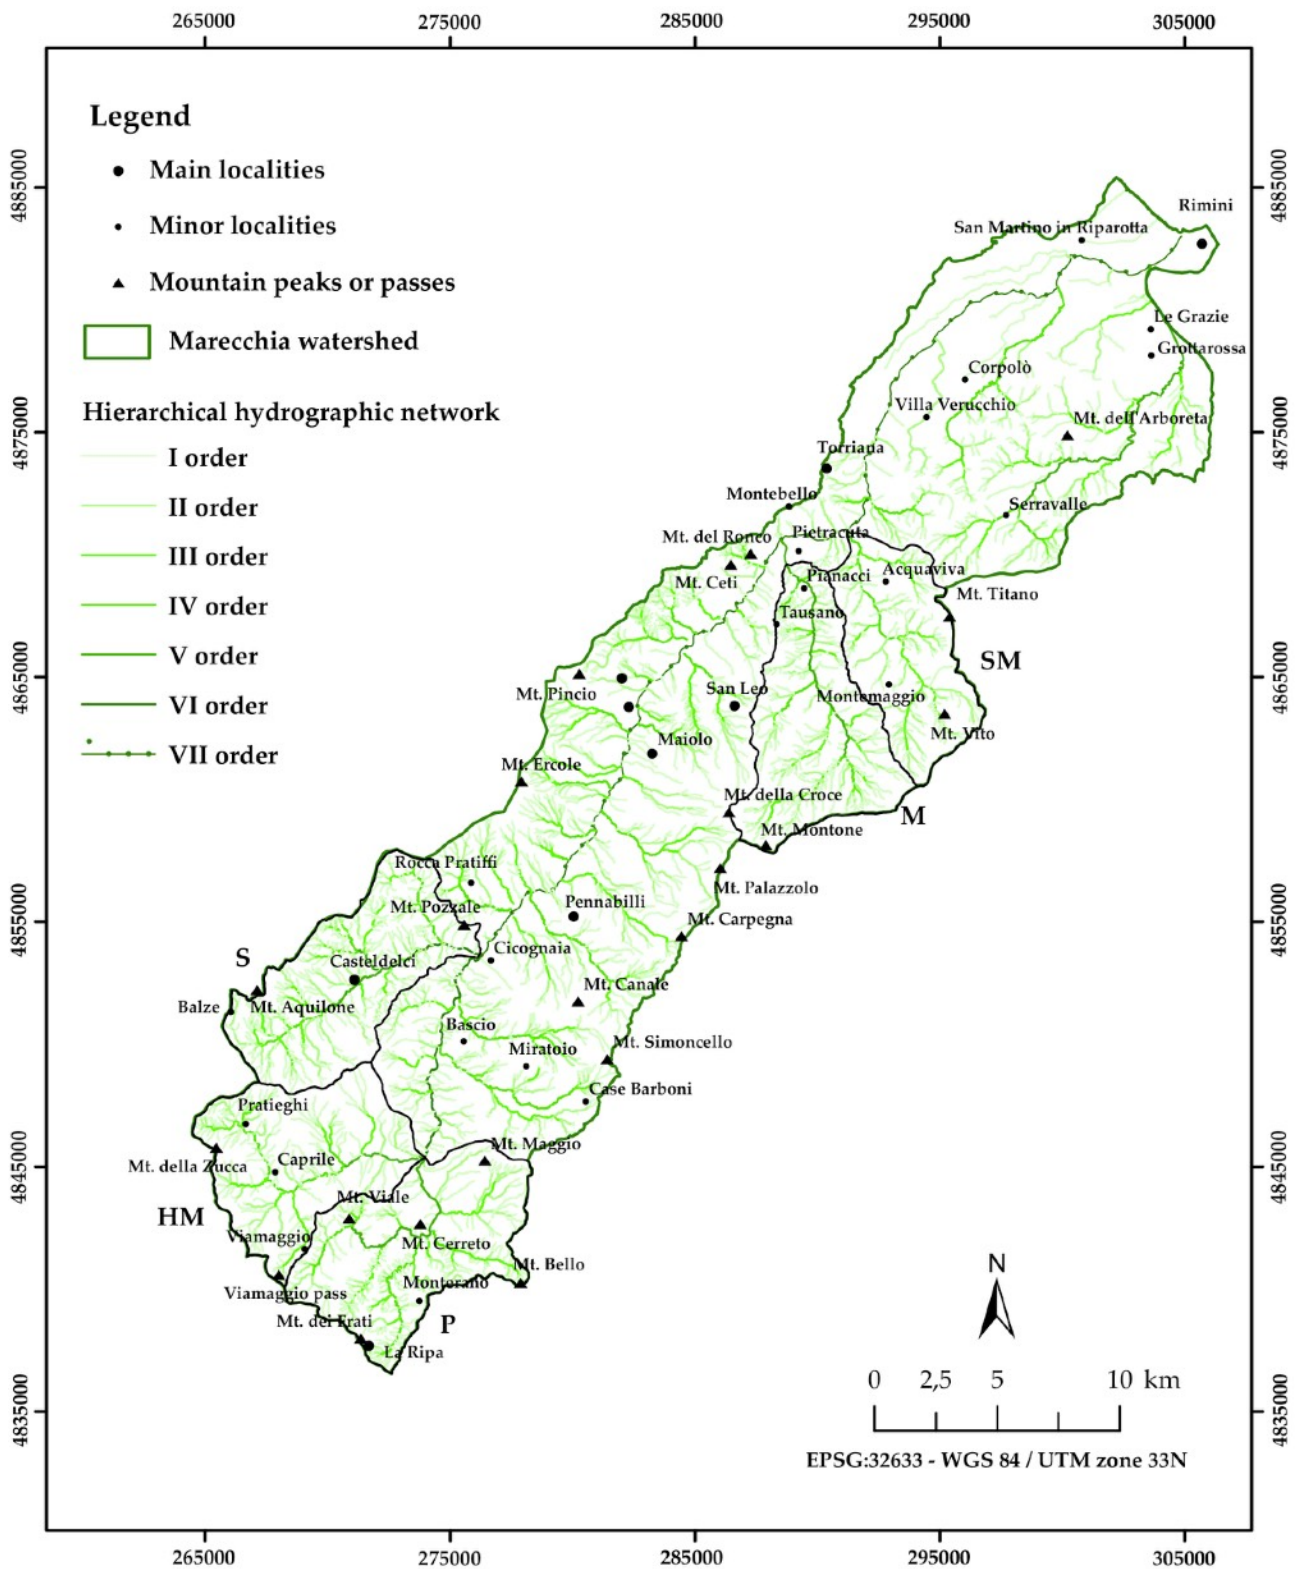 265000
275000
285000
295000
305000
4885000
4885000
Legend
Main localities
Minor localities
Mountain peaks or passes
Marecchia watershed
Hierarchical hydrographic network
I order
II order
III order
IV order
V order
VI order
VII order
Rimini
San Martino in Riparotta
Le Grazie
Grottarossa
Corpolò
Villa Verucchio
Mt. dell'Arboreta
4875000
4875000
Torriana
Montebello
Serravalle
Mt. del Ronco
Pietracuta
Mt. Ceti
Pianacci
Acquaviva
Mt. Titano
Tausano
SM
4865000
4865000
Mt. Pincio
San Leo
Montemaggio
Mt. Vito
Maiolo
Mt. Ercole
Mt. della Croce
M
Mt. Montone
Rocca Pratiffi
Mt. Palazzolo
Mt. Pozzale
Pennabilli
Mt. Carpegna
4855000
4855000
S
Casteldelci
Cicognaia
Balze
Mt. Aquilone
Mt. Canale
Bascio
Miratoio
Mt. Simoncello
Case Barboni
Pratieghi
Mt. Maggio
4845000
4845000
Mt. della Zucca
Caprile
Mt. Viale
HM
Viamaggio
Mt. Cerreto
Mt. Bello
Viamaggio pass
Montorano
Mt. dei Frati
P
La Ripa
N
0
2,5
5
10 km
4835000
4835000
EPSG:32633 - WGS 84 / UTM zone 33N
265000
275000
285000
295000
305000